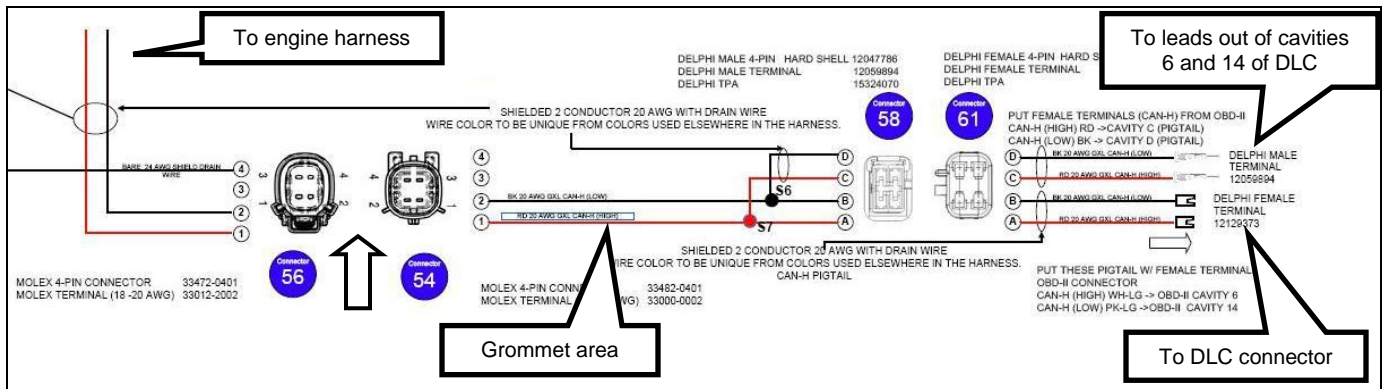 To engine harness
To leads out of cavities
6 and 14 of DLC
DELPHI MALE 4-PIN HARD SHELL 12047786
DELPHI MALE TERMINAL 12059894
DELPHI TPA 15324070
DELPHI FEMALE 4-PIN HARD S
DELPHI FEMALE TERMINAL
DELPHI TPA
Connector
58
Connector
61
SHIELDED 2 CONDUCTOR 20 AWG WITH DRAIN WIRE
WIRE COLOR TO BE UNIQUE FROM COLORS USED ELSEWHERE IN THE HARNESS.
PUT FEMALE TERMINALS (CAN-H) FROM OBD-II
CAN-H (HIGH) RD ->CAVITY C (PIGTAIL)
CAN-H (LOW) BK -> CAVITY D (PIGTAIL)
BARE 24 AWG SHIELD DRAIN
WIRE
4
3
2
1
3
1
4
2
4
2
3
1
4
3
2
1
BK 20 AWG GXL CAN-H (LOW)
RD 20 AWG GXL CAN-H (HIGH)
S6
S7
D
C
B
A
D
C
B
A
BK 20 AWG GXL CAN-H (LOW)
RD 20 AWG GXL CAN-H (HIGH)
BK 20 AWG GXL CAN-H (LOW)
RD 20 AWG GXL CAN-H (HIGH)
DELPHI MALE
TERMINAL
12059894
DELPHI FEMALE
TERMINAL
12129373
Connector
56
Connector
54
SHIELDED 2 CONDUCTOR 20 AWG WITH DRAIN WIRE
IRE COLOR TO BE UNIQUE FROM COLORS USED ELSEWHERE IN THE HARNESS.
CAN-H PIGTAIL
MOLEX 4-PIN CONNECTOR 33472-0401
MOLEX TERMINAL (18 -20 AWG) 33012-2002
MOLEX 4-PIN CONN 33482-0401
MOLEX TERMINAL ( WG) 33000-0002
PUT THESE PIGTAIL W/ FEMALE TERMINAL
OBD-II CONNECTOR
CAN-H (HIGH) WH-LG -> OBD-II CAVITY 6
CAN-H (LOW) PK-LG ->OBD-II CAVITY 14
Grommet area
To DLC connector